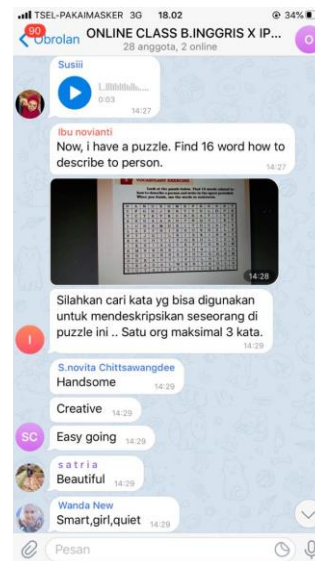 TSEL-PAKAIMASKER 3G 18.02 34%
90
Obrolan ONLINE CLASS B.INGGRIS X IP... O
28 anggota, 2 online
Susiii
0:03 14:27
Ibu novianti
Now, i have a puzzle. Find 16 word how to
describe to person. 14:27
VOCABULARY EXERCISE
14:28
Silahkan cari kata yg bisa digunakan
untuk mendeskripsikan seseorang di
puzzle ini .. Satu org maksimal 3 kata.
14:29
I
S.novita Chittsawangdee
Handsome 14:29
Creative 14:29
SC Easy going 14:29
satria
Beautiful 14:29
Wanda New
Smart,girl,quiet 14:29
Pesan